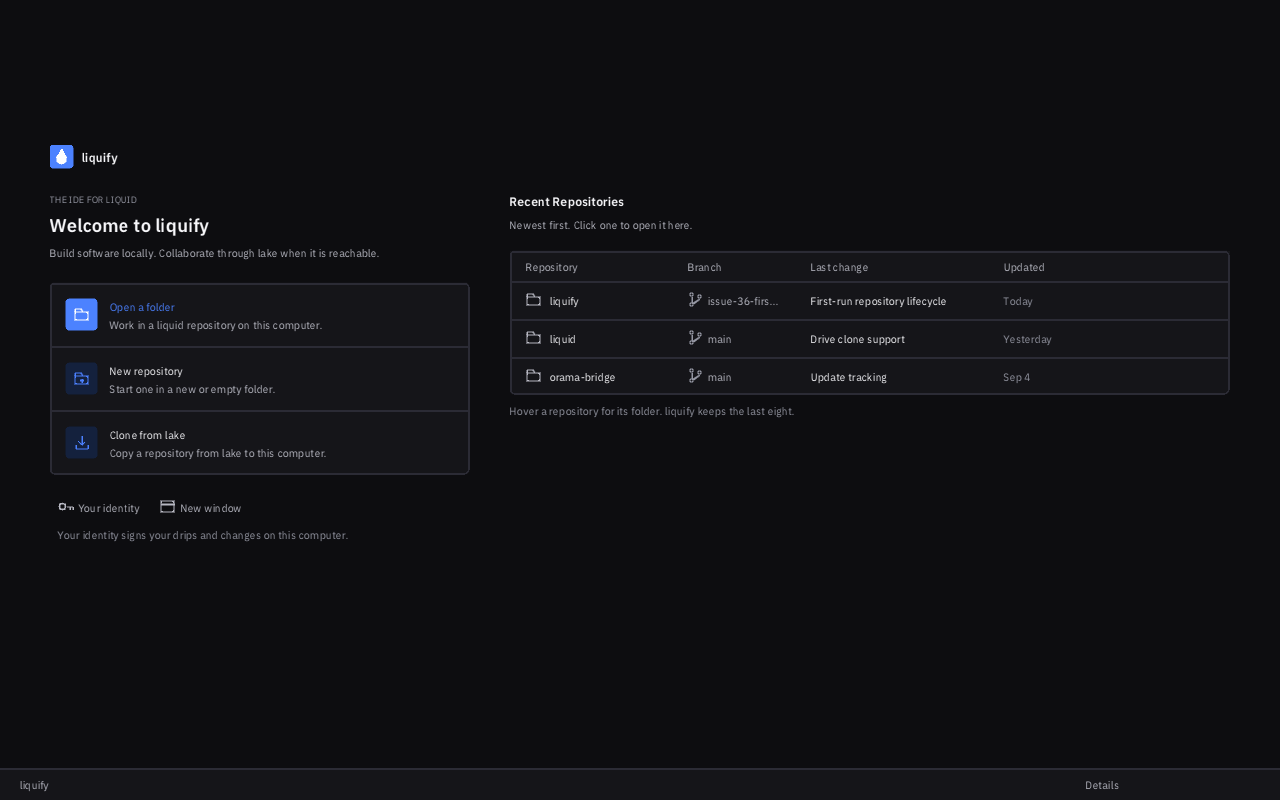 liquify
THE IDE FOR LIQUID
Welcome to liquify
Build software locally. Collaborate through lake when it is reachable.
Open a folder
Work in a liquid repository on this computer.
New repository
Start one in a new or empty folder.
Clone from lake
Copy a repository from lake to this computer.
Your identity New window
Your identity signs your drips and changes on this computer.
Recent Repositories
Newest first. Click one to open it here.
Repository Branch Last change Updated
liquify issue-36-firs... First-run repository lifecycle Today
liquid main Drive clone support Yesterday
orama-bridge main Update tracking Sep 4
Hover a repository for its folder. liquify keeps the last eight.
liquify Details